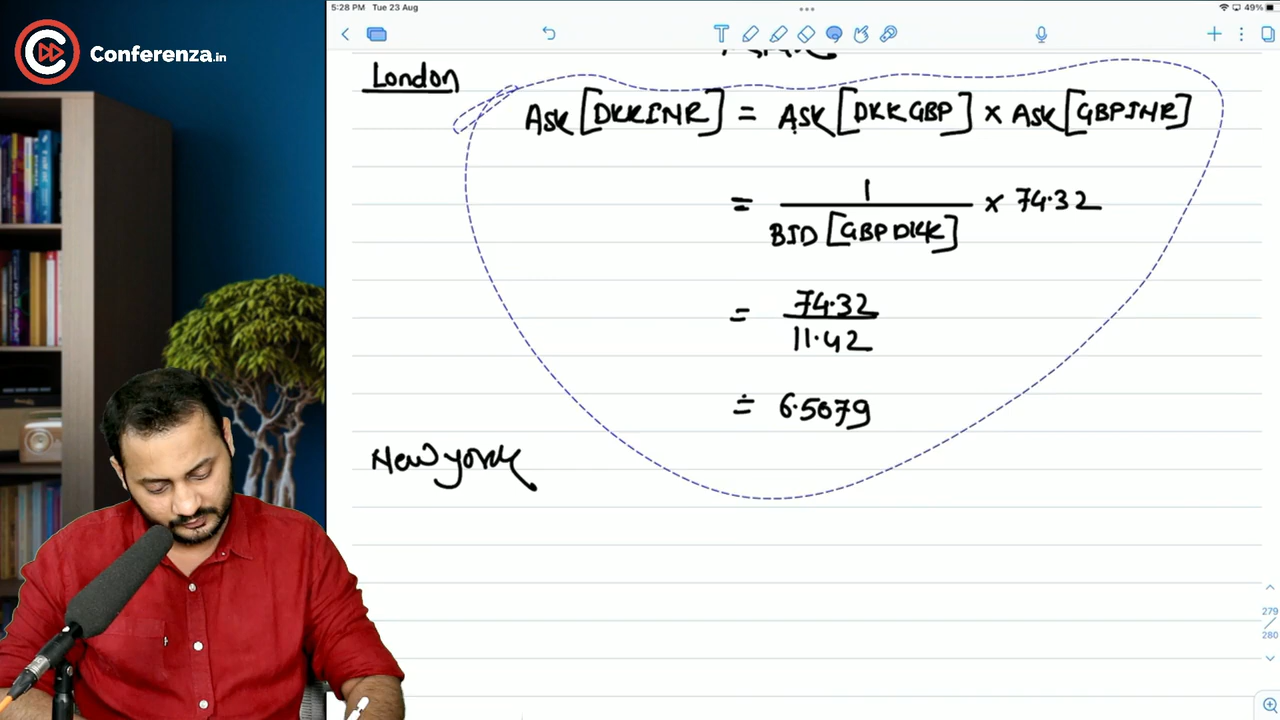 5:28 PM Tue 23 Aug
49%
Conferenza.in
London
ASK [DKKINR] = ASK [DKKGBP] × ASK [GBPINR]
= 1 / BID [GBPDKK] × 74.32
= 74.32 / 11.42
≐ 6.5079
New york
279
280